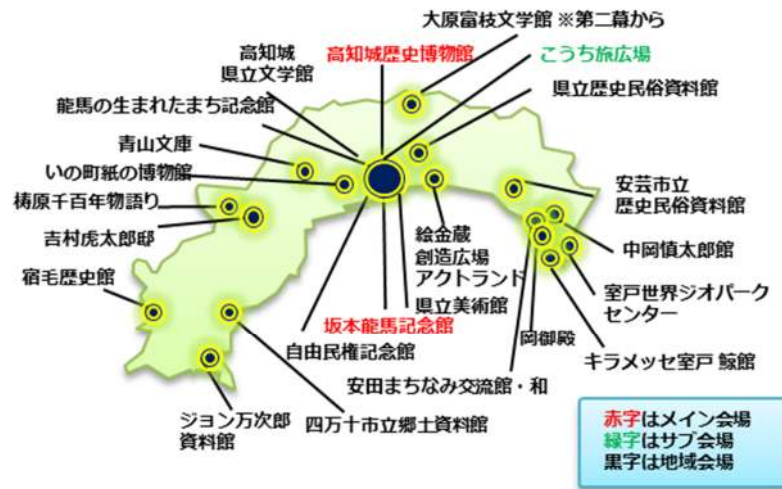 大原富枝文学館 ※第二幕から
高知城
県立文学館
高知城歴史博物館
こうち旅広場
龍馬の生まれたまち記念館
県立歴史民俗資料館
青山文庫
いの町紙の博物館
梼原千百年物語り
吉村虎太郎邸
宿毛歴史館
安芸市立
歴史民俗資料館
絵金蔵
創造広場
アクトランド
中岡慎太郎館
県立美術館
室戸世界ジオパーク
センター
坂本龍馬記念館
岡御殿
自由民権記念館
キラメッセ室戸 鯨館
安田まちなみ交流館・和
ジョン万次郎
資料館
四万十市立郷土資料館
赤字はメイン会場
緑字はサブ会場
黒字は地域会場